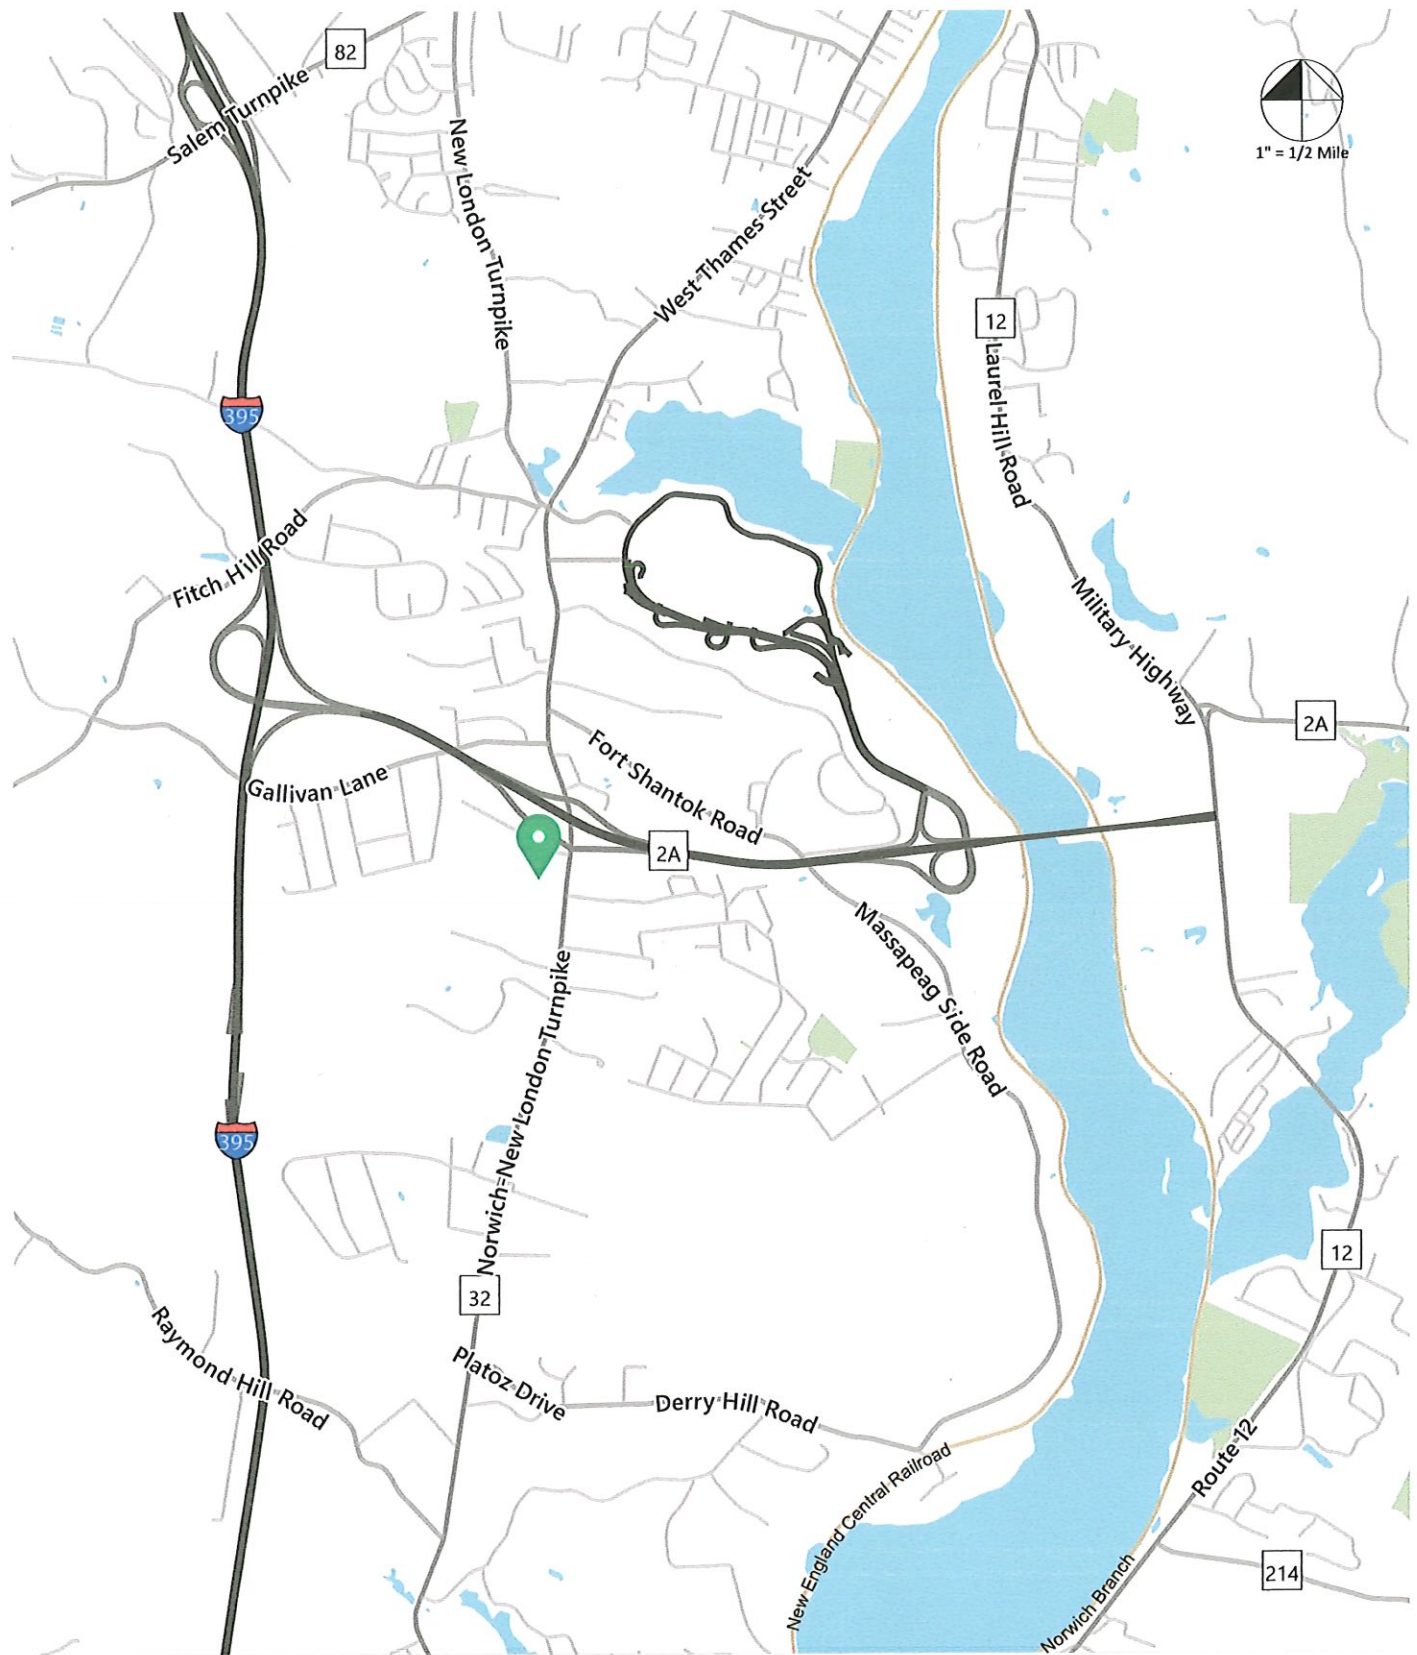 82
Salem Turnpike
New London Turnpike
1" = 1/2 Mile
West Thames Street
12
Laurel Hill Road
395
Fitch Hill Road
Military Highway
2A
Gallivan Lane
Fort Shantok Road
2A
Massapeag Side Road
Norwich-New London Turnpike
395
12
32
Raymond Hill Road
Platoz Drive
Derry Hill Road
Route 12
New England Central Railroad
214
Norwich Branch